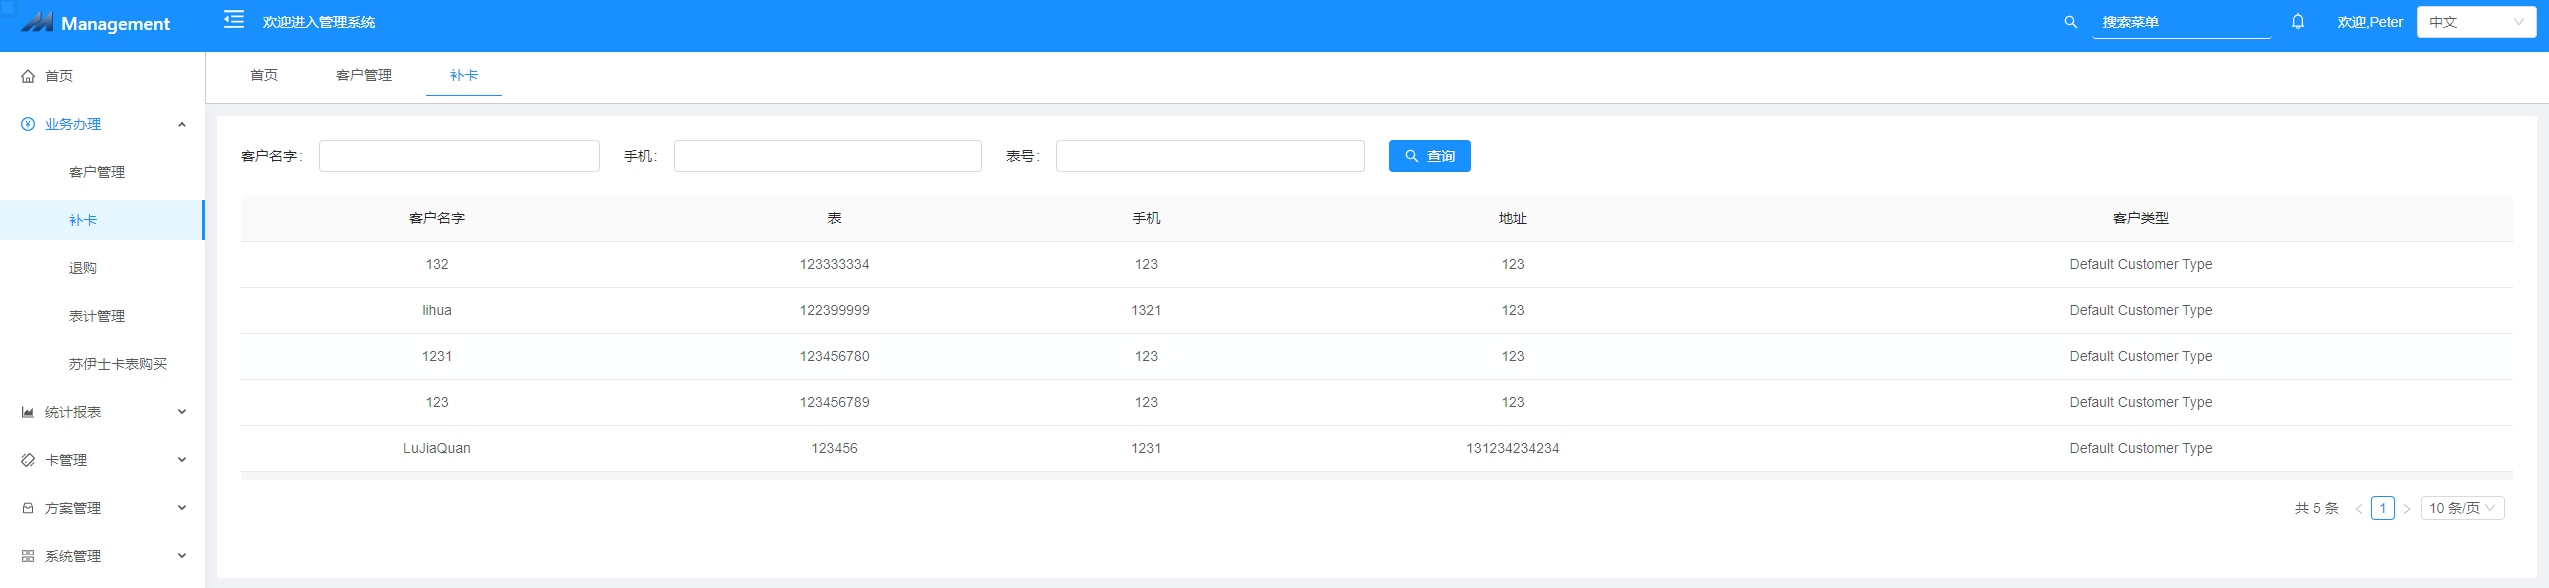 Management 欢迎进入管理系统 搜索菜单 欢迎,Peter 中文
首页
业务办理
客户管理
补卡
退购
表计管理
苏伊士卡表购买
统计报表
卡管理
方案管理
系统管理
首页 客户管理 补卡
客户名字: 手机: 表号: 查询
客户名字 表 手机 地址 客户类型
132 123333334 123 123 Default Customer Type
lihua 122399999 1321 123 Default Customer Type
1231 123456780 123 123 Default Customer Type
123 123456789 123 123 Default Customer Type
LuJiaQuan 123456 1231 131234234234 Default Customer Type
共 5 条 < 1 > 10 条/页